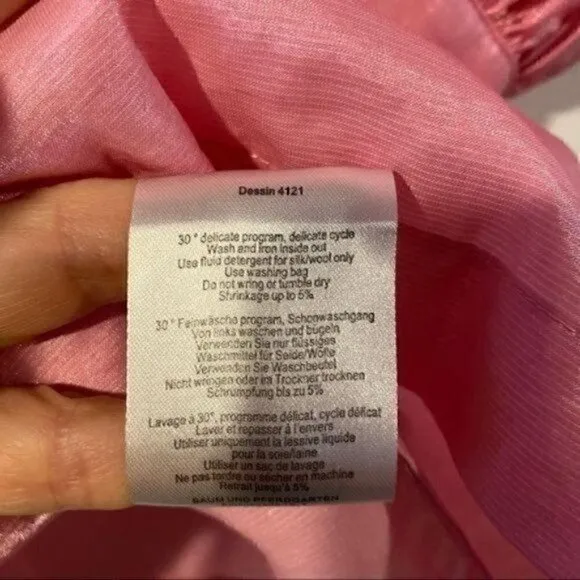 Dessin 4121
30° delicate program, delicate cycle
Wash and iron inside out
Use fluid detergent for silk/wool only
Use washing bag
Do not wring or tumble dry
Shrinkage up to 5%
30° Feinwäsche program, Schonwaschgang
Von links waschen und bügeln
Verwenden Sie nur flüssiges
Waschmittel für Seide/Wolle
Verwenden Sie Waschbeutel
Nicht wringen oder im Trockner trocknen
Schrumpfung bis zu 5%
Lavage à 30°, programme délicat, cycle délicat
Laver et repasser à l'envers
Utiliser uniquement la lessive liquide
pour la soie/laine
Utiliser un sac de lavage
Ne pas tordre ou sécher en machine
Retrait jusqu'à 5%
BAUM UND PFERDGARTEN